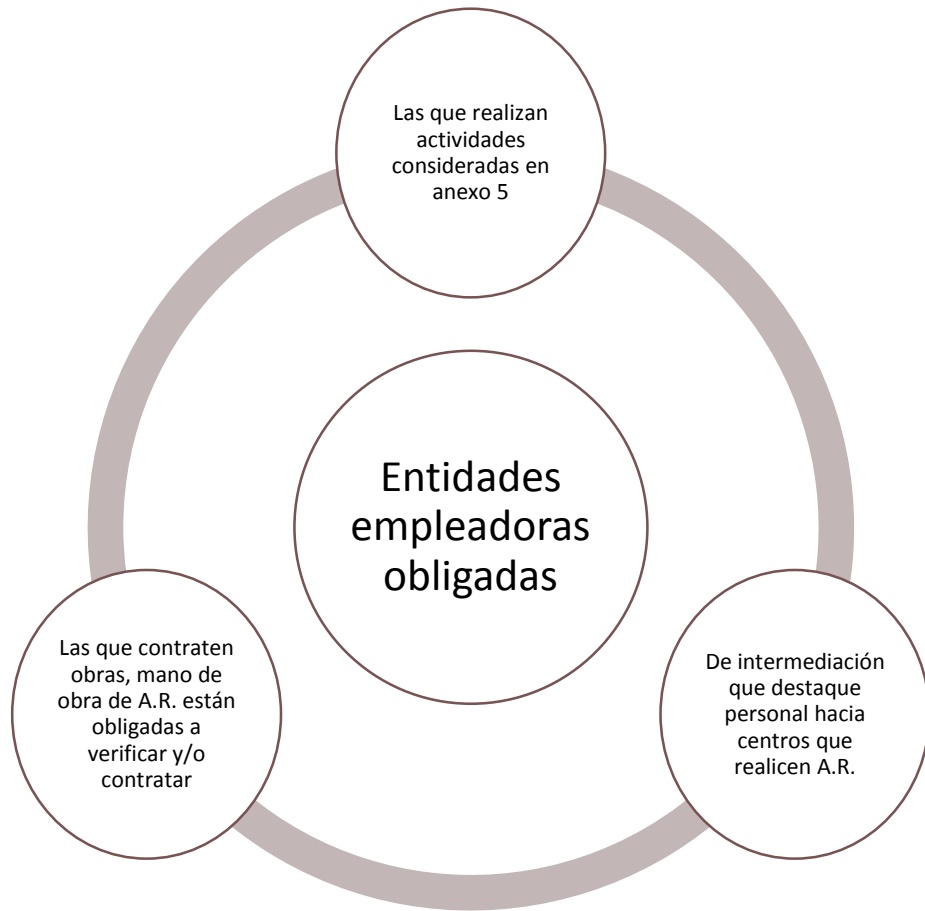 Las que realizan
actividades
consideradas en
anexo 5
Entidades
empleadoras
obligadas
Las que contraten
obras, mano de
obra de A.R. están
obligadas a
verificar y/o
contratar
De intermediación
que destaque
personal hacia
centros que
realicen A.R.